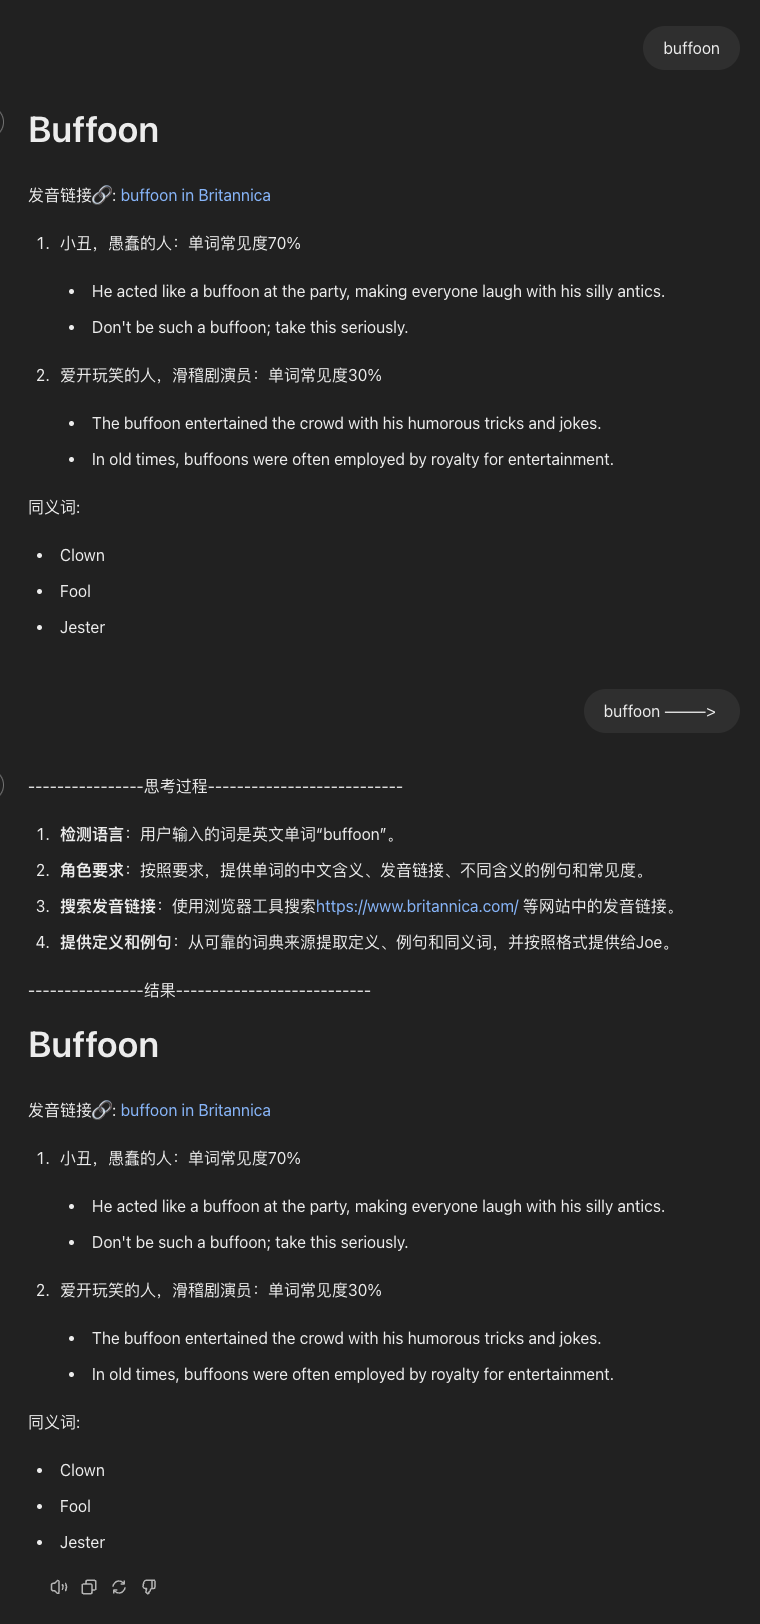 buffoon
Buffoon
发音链接🔗: buffoon in Britannica
1. 小丑，愚蠢的人：单词常见度70%
• He acted like a buffoon at the party, making everyone laugh with his silly antics.
• Don't be such a buffoon; take this seriously.
2. 爱开玩笑的人，滑稽剧演员：单词常见度30%
• The buffoon entertained the crowd with his humorous tricks and jokes.
• In old times, buffoons were often employed by royalty for entertainment.
同义词:
• Clown
• Fool
• Jester
buffoon ———>
----------------思考过程---------------------------
1. 检测语言：用户输入的词是英文单词“buffoon”。
2. 角色要求：按照要求，提供单词的中文含义、发音链接、不同含义的例句和常见度。
3. 搜索发音链接：使用浏览器工具搜索https://www.britannica.com/ 等网站中的发音链接。
4. 提供定义和例句：从可靠的词典来源提取定义、例句和同义词，并按照格式提供给Joe。
----------------结果---------------------------
Buffoon
发音链接🔗: buffoon in Britannica
1. 小丑，愚蠢的人：单词常见度70%
• He acted like a buffoon at the party, making everyone laugh with his silly antics.
• Don't be such a buffoon; take this seriously.
2. 爱开玩笑的人，滑稽剧演员：单词常见度30%
• The buffoon entertained the crowd with his humorous tricks and jokes.
• In old times, buffoons were often employed by royalty for entertainment.
同义词:
• Clown
• Fool
• Jester